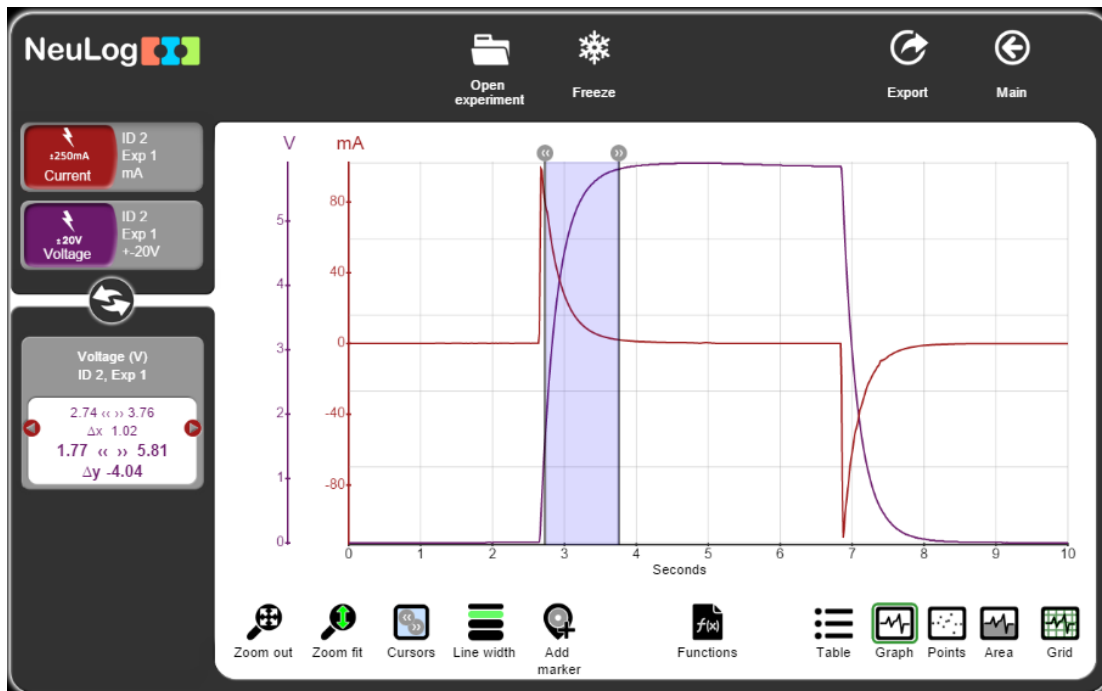 NeuLog
Open
experiment
Freeze
Export
Main
±250mA
Current
ID 2
Exp 1
mA
±20V
Voltage
ID 2
Exp 1
+-20V
Voltage (V)
ID 2, Exp 1
2.74 ‹‹ ›› 3.76
Δx 1.02
1.77 ‹‹ ›› 5.81
Δy -4.04
V
mA
‹‹
››
5
4
3
2
1
0
80
40
0
-40
-80
0 1 2 3 4 5 6 7 8 9 10
Seconds
Zoom out
Zoom fit
Cursors
Line width
Add
marker
f(x)
Functions
Table
Graph
Points
Area
Grid